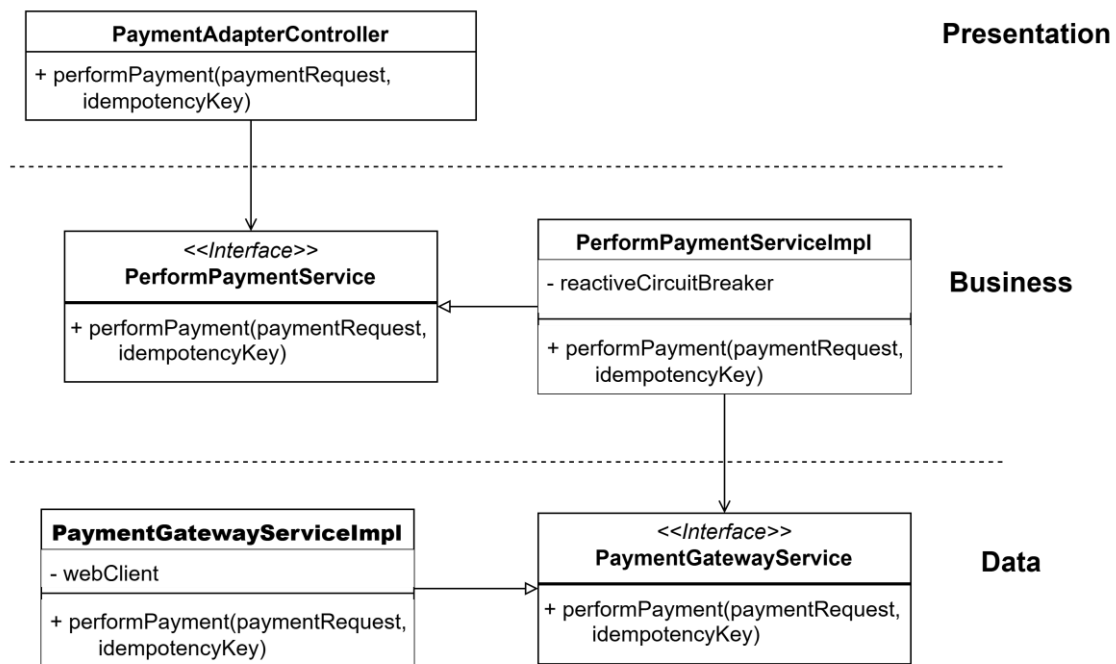 PaymentAdapterController
+ performPayment(paymentRequest,
idempotencyKey)
Presentation
<<Interface>>
PerformPaymentService
+ performPayment(paymentRequest,
idempotencyKey)
PerformPaymentServiceImpl
- reactiveCircuitBreaker
+ performPayment(paymentRequest,
idempotencyKey)
Business
PaymentGatewayServiceImpl
- webClient
+ performPayment(paymentRequest,
idempotencyKey)
<<Interface>>
PaymentGatewayService
+ performPayment(paymentRequest,
idempotencyKey)
Data